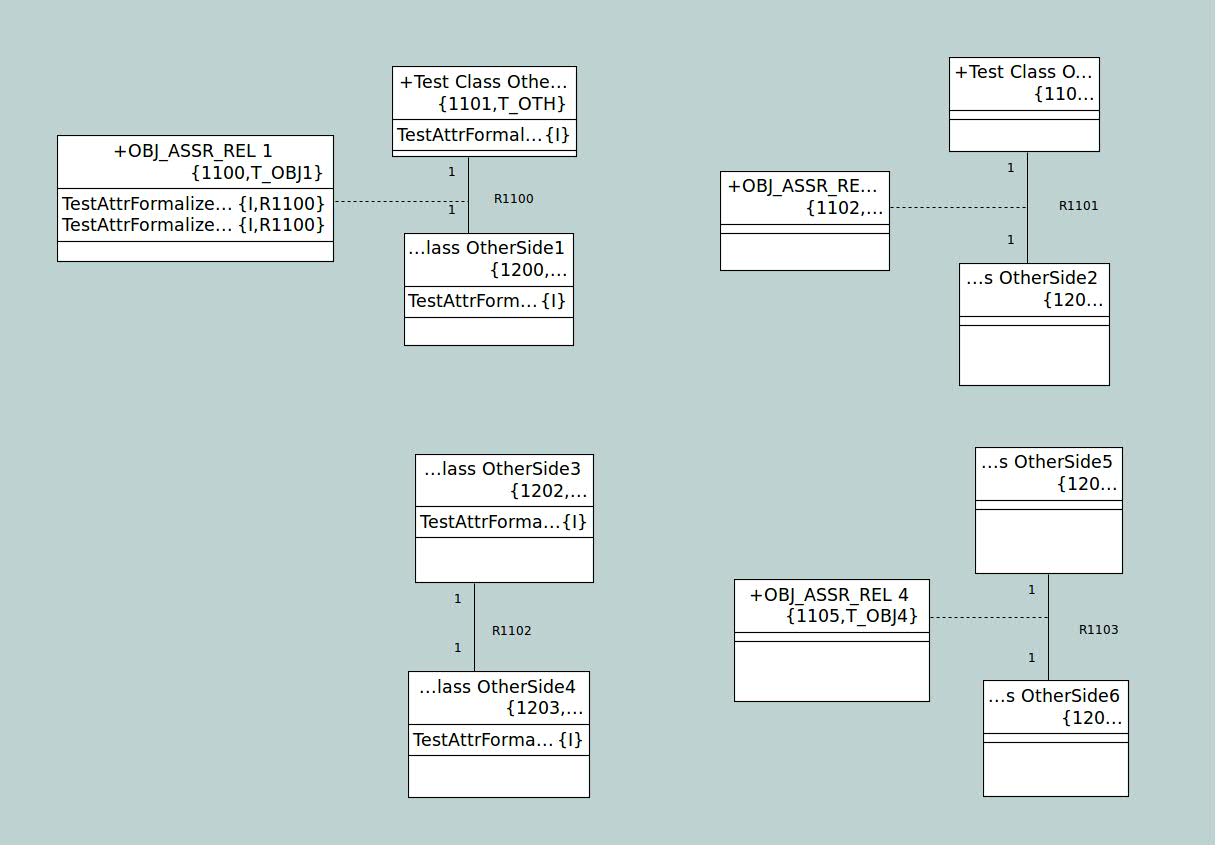 +Test Class Othe...
{1101,T_OTH}
TestAttrFormal... {I}
+OBJ_ASSR_REL 1
{1100,T_OBJ1}
TestAttrFormalize... {I,R1100}
TestAttrFormalize... {I,R1100}
1
R1100
1
...lass OtherSide1
{1200,...
TestAttrForm... {I}
+Test Class O...
{110...
+OBJ_ASSR_RE...
{1102,...
1
R1101
1
...s OtherSide2
{120...
...lass OtherSide3
{1202,...
TestAttrForma... {I}
1
R1102
1
...lass OtherSide4
{1203,...
TestAttrForma... {I}
...s OtherSide5
{120...
+OBJ_ASSR_REL 4
{1105,T_OBJ4}
1
R1103
1
...s OtherSide6
{120...